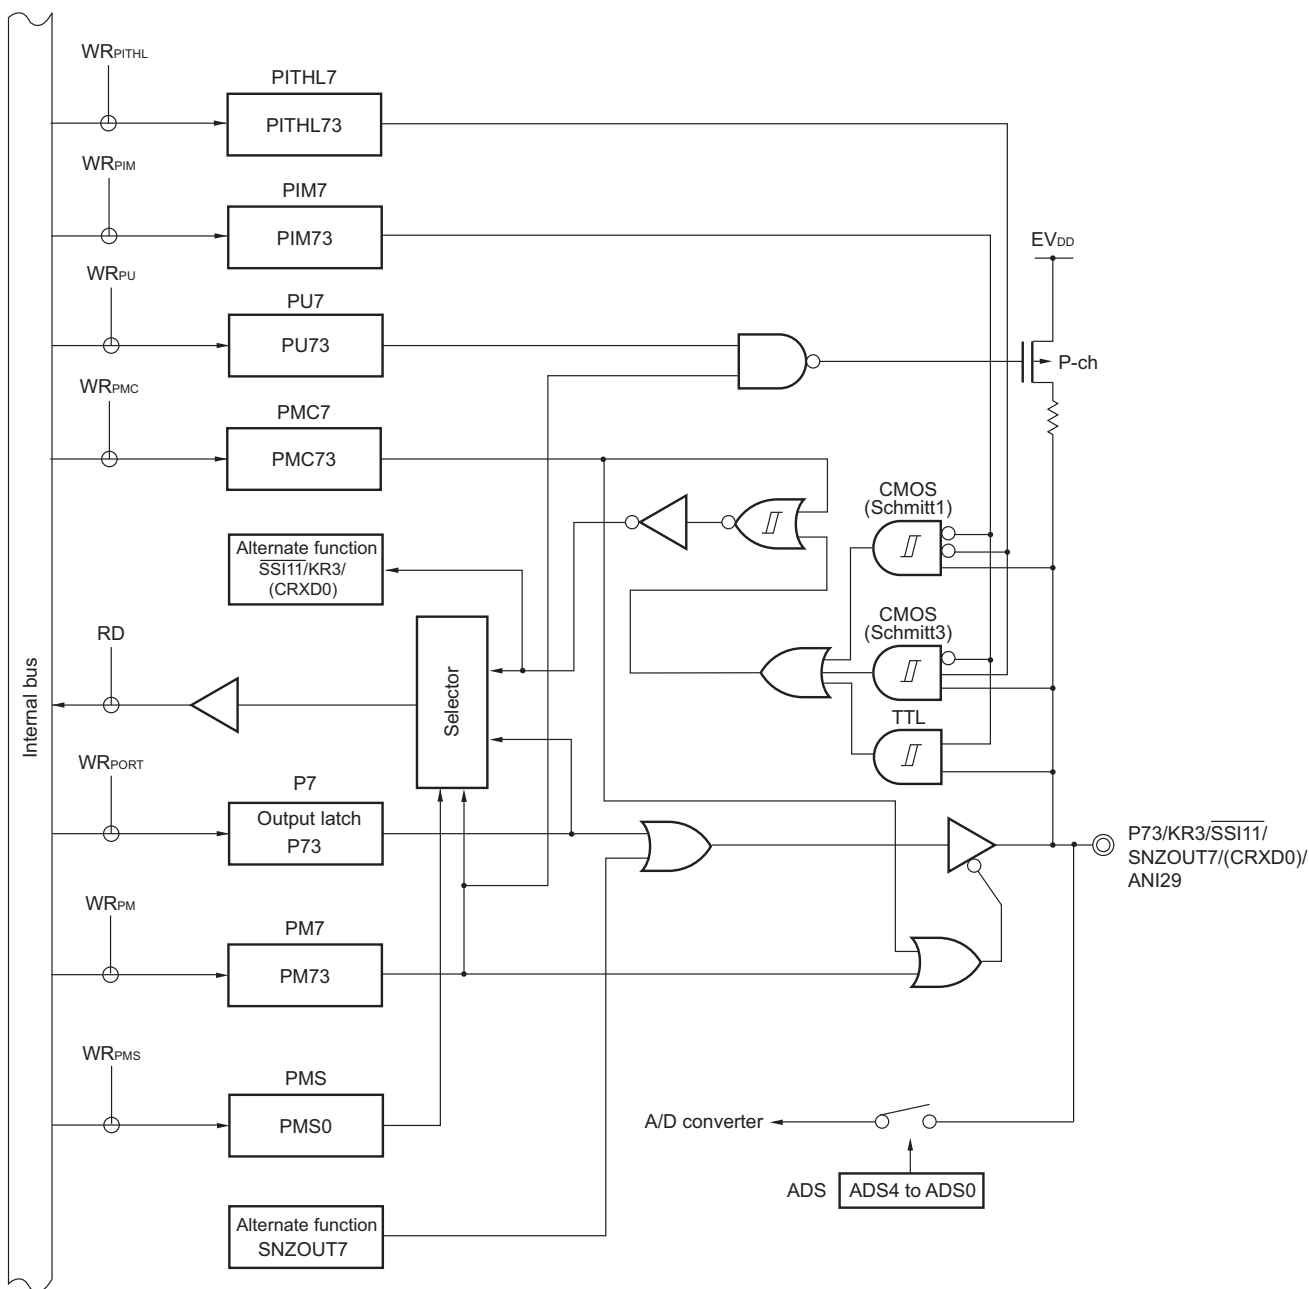 WRPITHL
PITHL7
PITHL73
WRPIM
PIM7
PIM73
EVDD
WRPU
PU7
PU73
P-ch
WRPMC
PMC7
PMC73
CMOS
(Schmitt1)
Alternate function
SSI11/KR3/
(CRXD0)
CMOS
(Schmitt3)
RD
Internal bus
Selector
TTL
WRPORT
P7
Output latch
P73
P73/KR3/SSI11/
SNZOUT7/(CRXD0)/
ANI29
WRPM
PM7
PM73
WRPMS
PMS
PMS0
A/D converter
ADS
ADS4 to ADS0
Alternate function
SNZOUT7